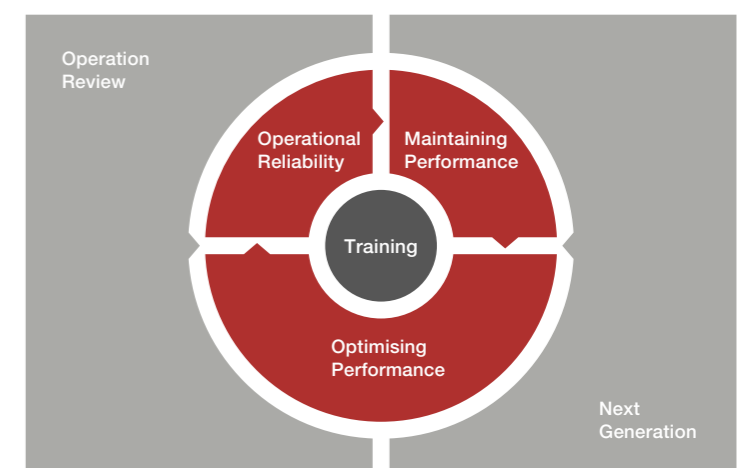 Operation
Review
Operational
Reliability
Maintaining
Performance
Training
Optimising
Performance
Next
Generation